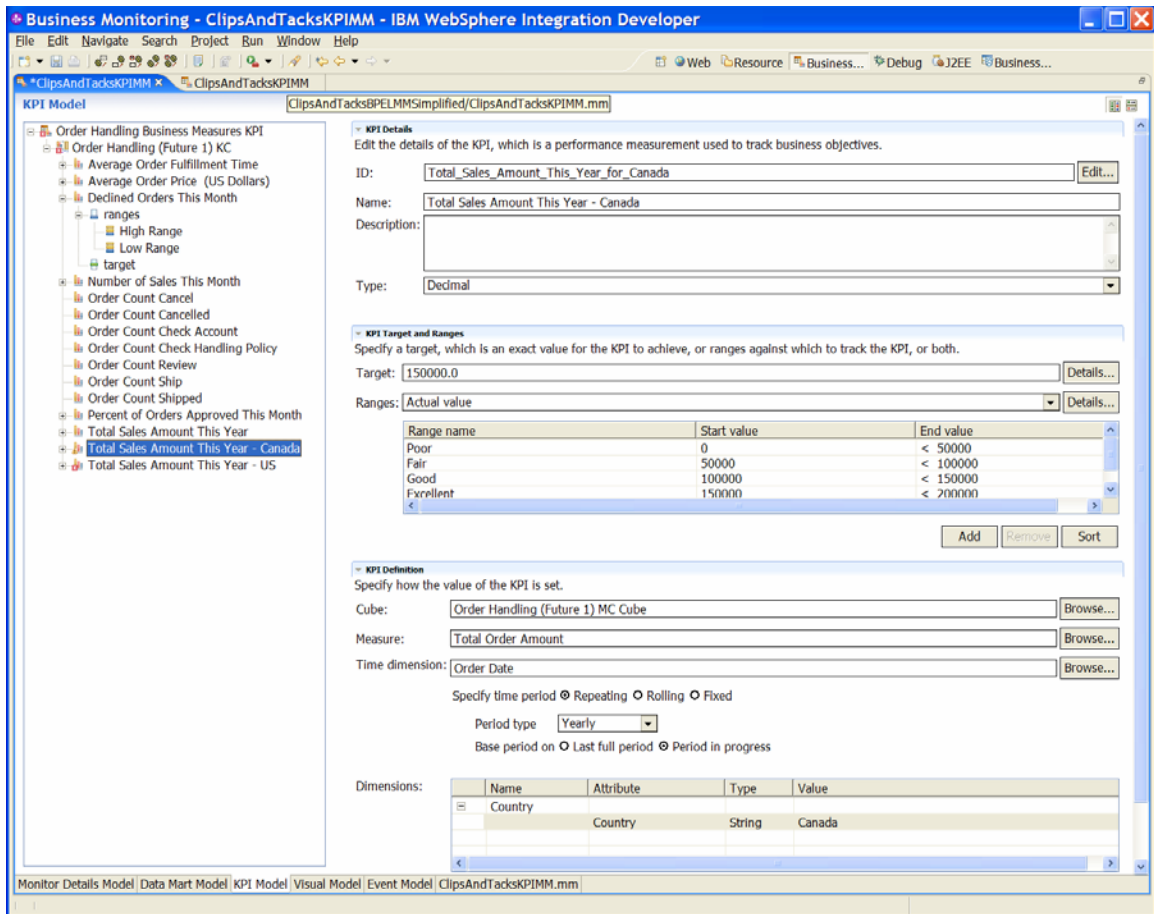 Business Monitoring - ClipsAndTacksKPIMM - IBM WebSphere Integration Developer
File Edit Navigate Search Project Run Window Help
Web Resource Business... Debug J2EE Business...
*ClipsAndTacksKPIMM ClipsAndTacksKPIMM
KPI Model
ClipsAndTacksBPELMMSimplified/ClipsAndTacksKPIMM.mm
Order Handling Business Measures KPI
Order Handling (Future 1) KC
Average Order Fulfillment Time
Average Order Price (US Dollars)
Declined Orders This Month
ranges
High Range
Low Range
target
Number of Sales This Month
Order Count Cancel
Order Count Cancelled
Order Count Check Account
Order Count Check Handling Policy
Order Count Review
Order Count Ship
Order Count Shipped
Percent of Orders Approved This Month
Total Sales Amount This Year
Total Sales Amount This Year - Canada
Total Sales Amount This Year - US
KPI Details
Edit the details of the KPI, which is a performance measurement used to track business objectives.
ID: Total_Sales_Amount_This_Year_for_Canada Edit...
Name: Total Sales Amount This Year - Canada
Description:
Type: Decimal
KPI Target and Ranges
Specify a target, which is an exact value for the KPI to achieve, or ranges against which to track the KPI, or both.
Target: 150000.0 Details...
Ranges: Actual value Details...
Range name Start value End value
Poor 0 < 50000
Fair 50000 < 100000
Good 100000 < 150000
Excellent 150000 < 200000
Add Remove Sort
KPI Definition
Specify how the value of the KPI is set.
Cube: Order Handling (Future 1) MC Cube Browse...
Measure: Total Order Amount Browse...
Time dimension: Order Date Browse...
Specify time period Repeating Rolling Fixed
Period type Yearly
Base period on Last full period Period in progress
Dimensions: Name Attribute Type Value
Country
Country String Canada
Monitor Details Model Data Mart Model KPI Model Visual Model Event Model ClipsAndTacksKPIMM.mm